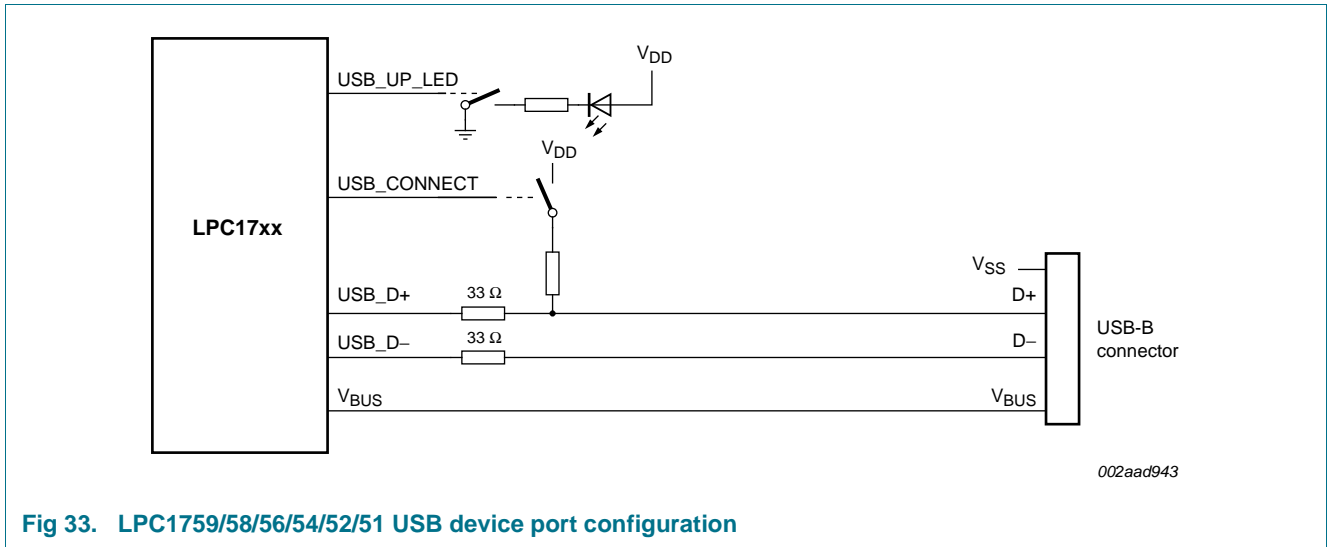 V_DD
USB_UP_LED
V_DD
USB_CONNECT
LPC17xx
V_SS
USB_D+
33 Ω
D+
USB_D−
33 Ω
D−
USB-B
connector
V_BUS
V_BUS
002aad943
Fig 33. LPC1759/58/56/54/52/51 USB device port configuration